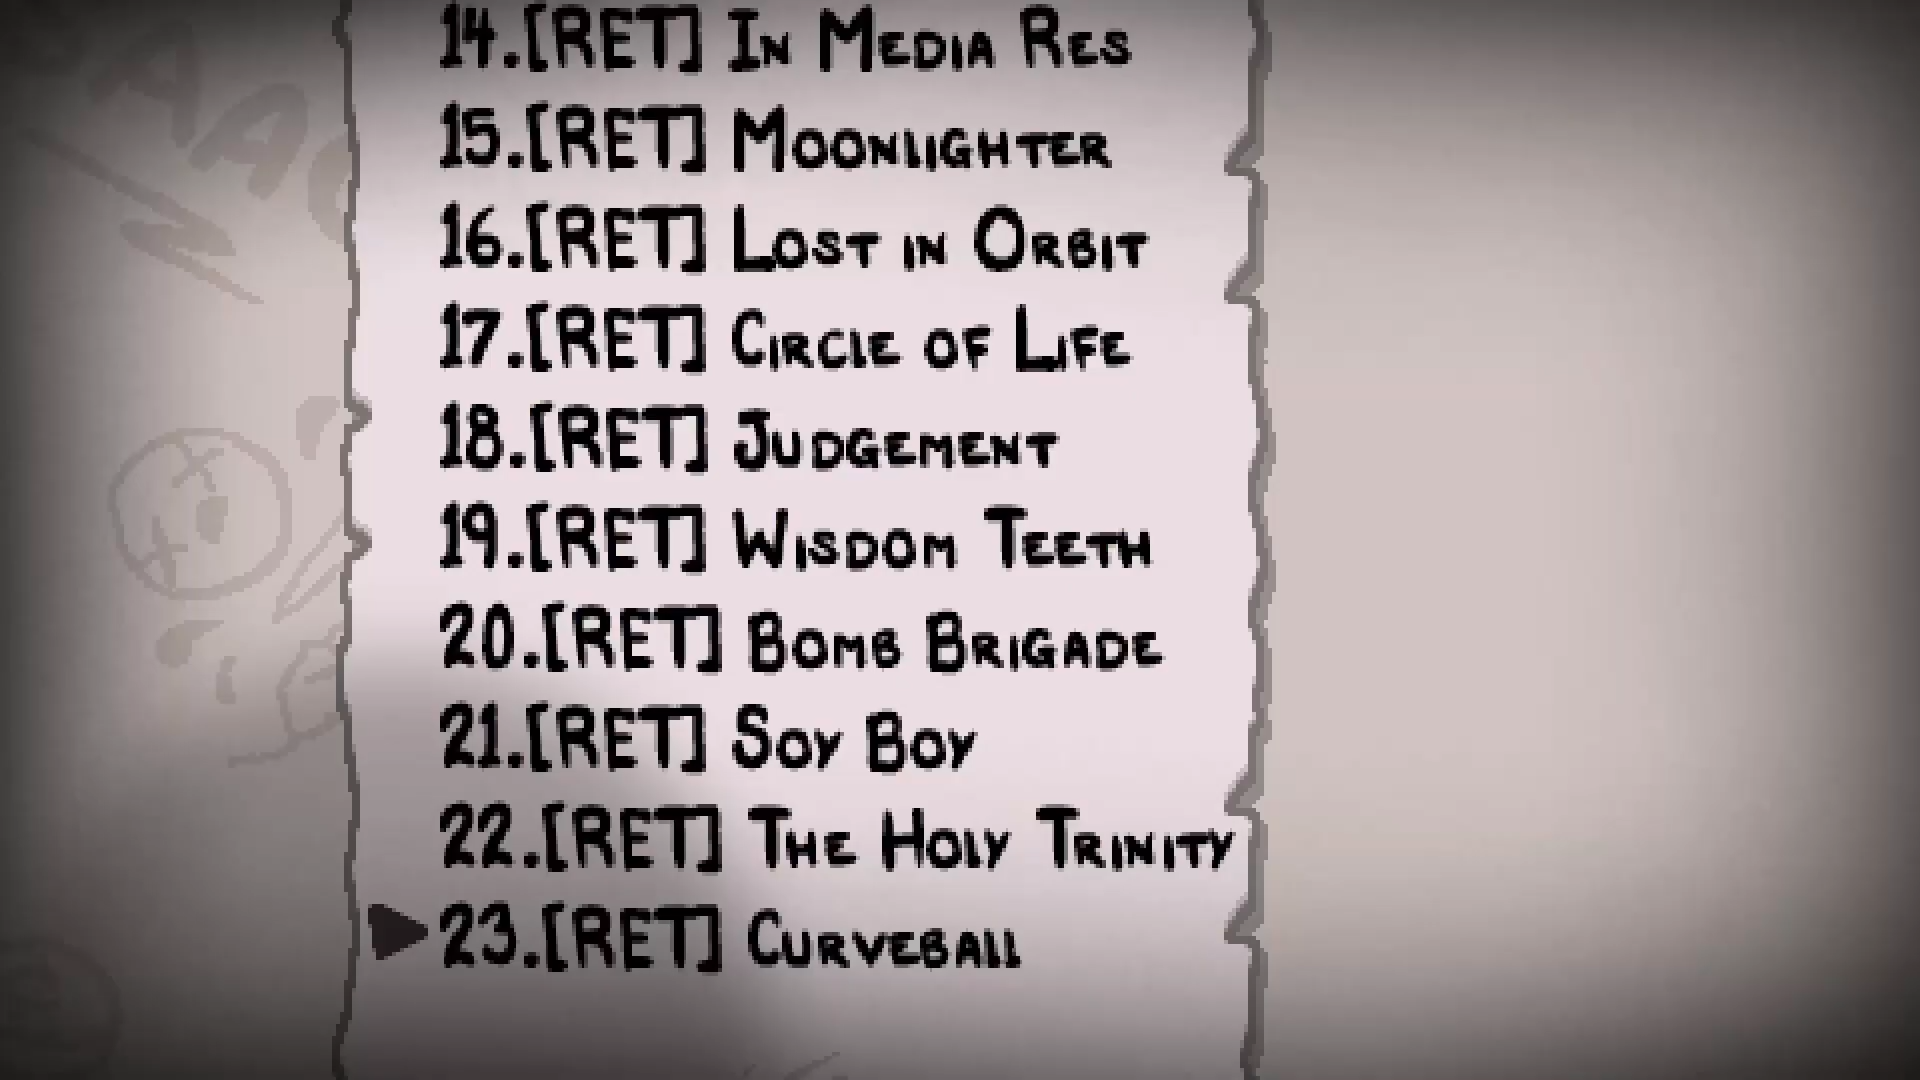 14.[RET] In Media Res
15.[RET] Moonlighter
16.[RET] Lost in Orbit
17.[RET] Circle of Life
18.[RET] Judgement
19.[RET] Wisdom Teeth
20.[RET] Bomb Brigade
21.[RET] Soy Boy
22.[RET] The Holy Trinity
23.[RET] Curveball